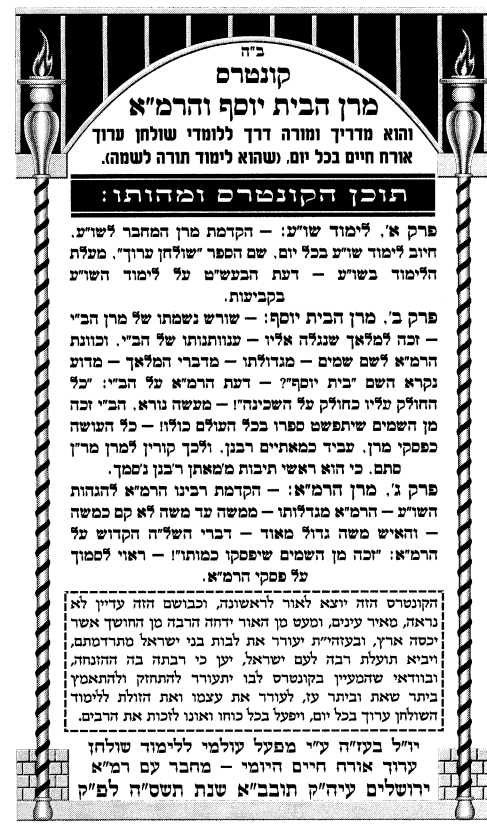 ב"ה
קונטרס
מרן הבית יוסף והרמ"א
והוא מדריך ומורה דרך ללומדי שולחן ערוך
אורח חיים בכל יום, (שהוא לימוד תורה לשמה).
תוכן הקונטרס ומהותו:
פרק א', לימוד שו"ע: – הקדמת מרן המחבר לשו"ע,
חיוב לימוד שו"ע בכל יום, שם הספר "שולחן ערוך", מעלת
הלימוד בשו"ע – דעת הבעש"ט על לימוד השו"ע
בקביעות.
פרק ב', מרן הבית יוסף: – שורש נשמתו של מרן הב"י
– זכה למלאך שנגלה אליו – ענוותנותו של הב"י, וכוונת
הרמ"א לשם שמים – מגדולתו – מדברי המלאך – מדוע
נקרא השם "בית יוסף"? – דעת הרמ"א על הב"י: "כל
החולק עליו כחולק על השכינה"! – מעשה נורא, הב"י זכה
מן השמים שיתפשט ספרו בכל העולם כולו! – כל העושה
כפסקי מרן, עביד כמאתיים רבנן, ולכך קורין למרן מר"ן
סתם, כי הוא ראשי תיבות מ'מאתן ר'בנן נ'סמך.
פרק ג', מרן הרמ"א: – הקדמת רבינו הרמ"א להגהות
השו"ע – הרמ"א מגדלותו – ממשה עד משה לא קם כמשה
– והאיש משה גדול מאוד – דברי השל"ה הקדוש על
הרמ"א: "זכה מן השמים שיפסקו כמותו"! – ראוי לסמוך
על פסקי הרמ"א.
הקונטרס הזה יוצא לאור לראשונה, וכבושם הזה עדיין לא
נראה, מאיר עינים, ומעט מן האור ידחה הרבה מן החושך אשר
יכסה ארץ, ובעזהי"ת יעורר את לבות בני ישראל מתרדמתם,
ויביא תועלת רבה לעם ישראל, יען כי רבתה בה ההזנחה,
ובוודאי שהמעיין בקונטרס לבו יתעורר להתחזק ולהתאמץ
ביתר שאת וביתר עז, לעורר את עצמו ואת הזולת ללימוד
השולחן ערוך בכל יום, ויפעל בכל כוחו ואונו לזכות את הרבים.
יו"ל בעז"ה ע"י מפעל עולמי ללימוד שולחן
ערוך אורח חיים היומי – מחבר עם רמ"א
ירושלים עיה"ק תובב"א שנת תשס"ה לפ"ק